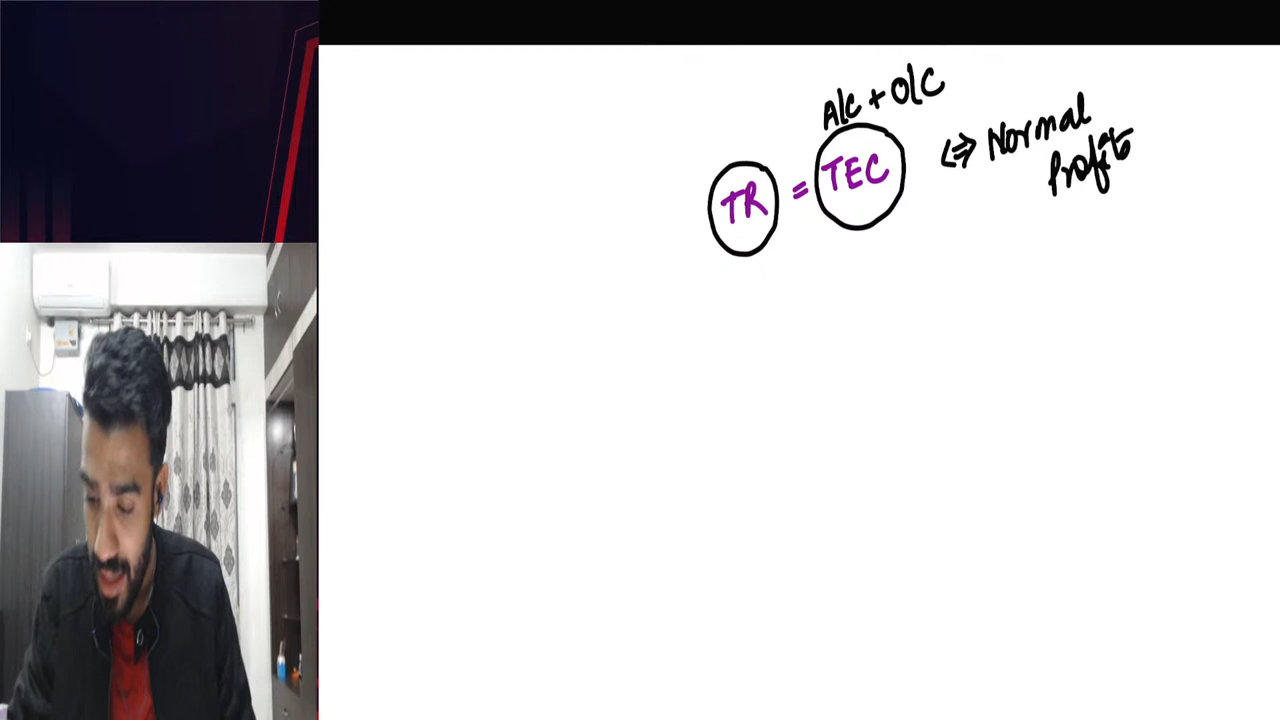 A/C + O/C
TR = TEC <=> Normal
Profits